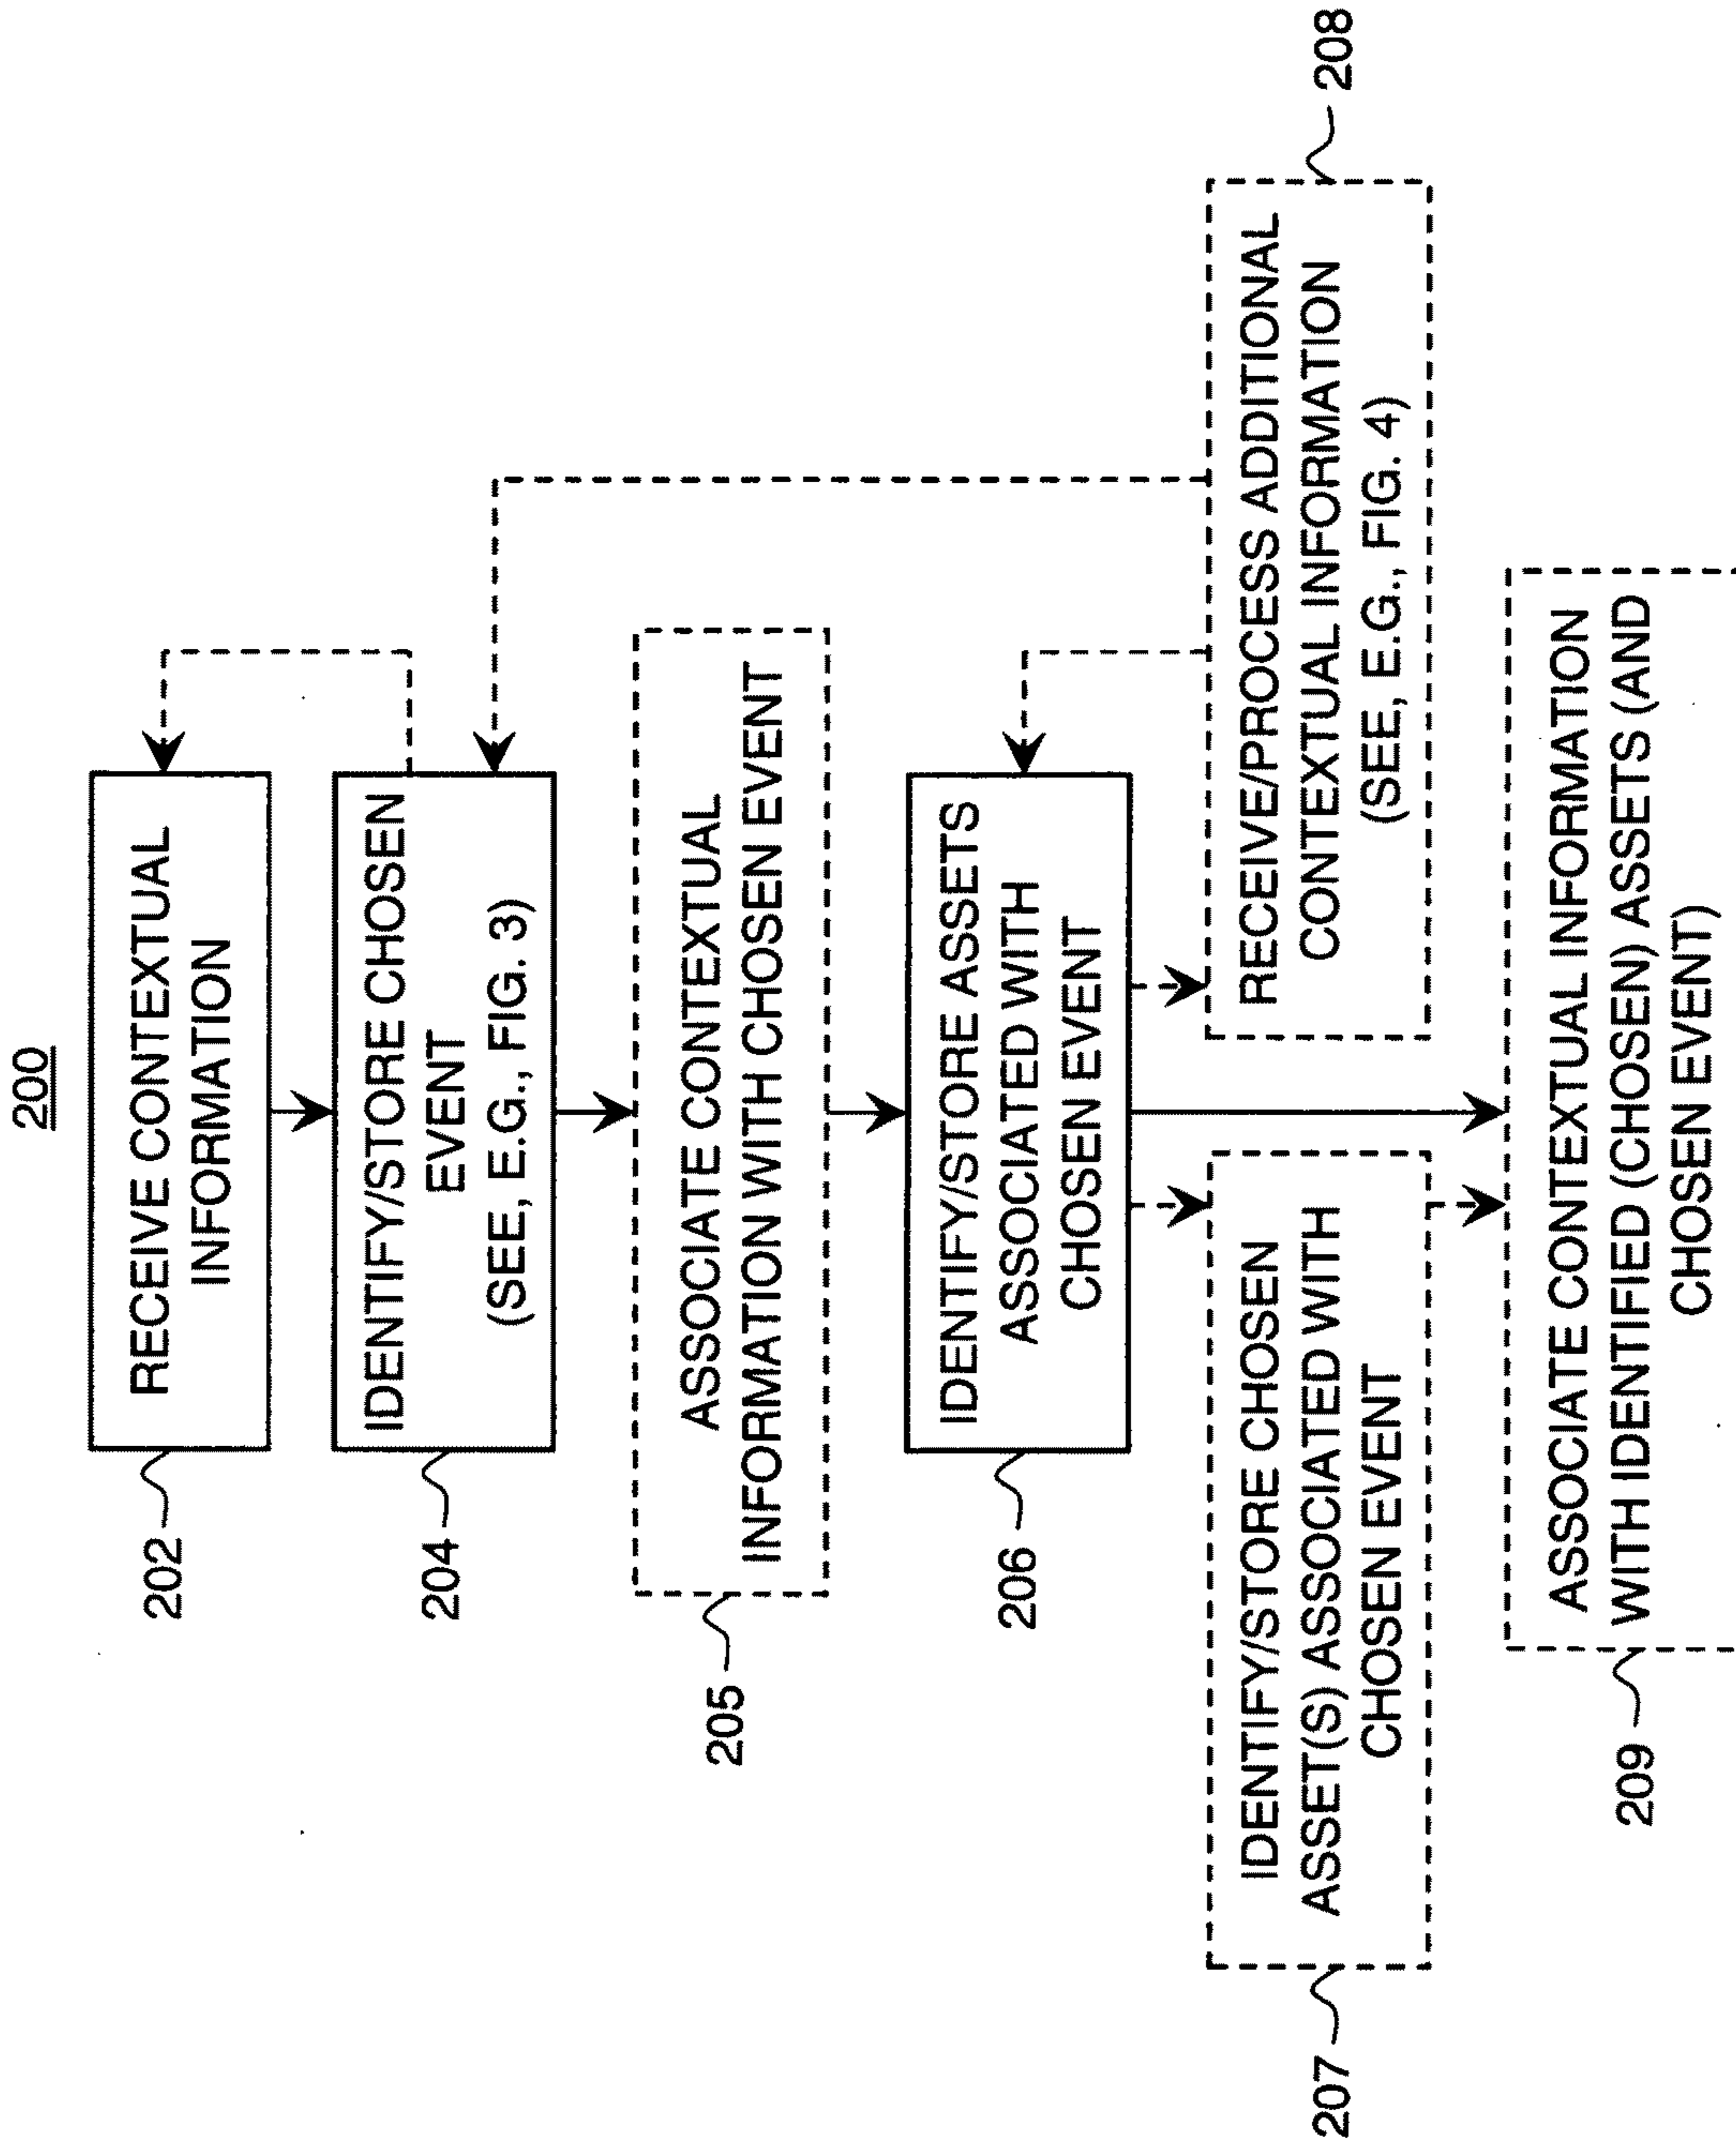 200
RECEIVE CONTEXTUAL
INFORMATION
202
IDENTIFY/STORE CHOSEN
EVENT
(SEE, E.G., FIG. 3)
204
ASSOCIATE CONTEXTUAL
INFORMATION WITH CHOSEN EVENT
205
IDENTIFY/STORE ASSETS
ASSOCIATED WITH
CHOSEN EVENT
206
IDENTIFY/STORE CHOSEN
ASSET(S) ASSOCIATED WITH
CHOSEN EVENT
207
RECEIVE/PROCESS ADDITIONAL
CONTEXTUAL INFORMATION
(SEE, E.G., FIG. 4)
208
ASSOCIATE CONTEXTUAL INFORMATION
WITH IDENTIFIED (CHOSEN) ASSETS (AND
CHOSEN EVENT)
209